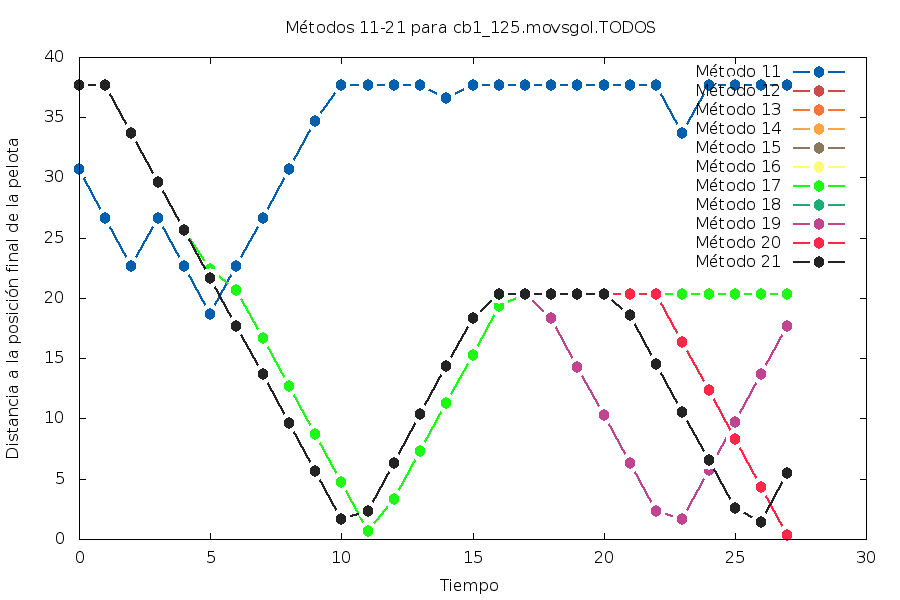 Métodos 11-21 para cb1_125.movsgol.TODOS
Distancia a la posición final de la pelota
40
35
30
25
20
15
10
5
0
0 5 10 15 20 25 30
Tiempo
Método 11
Método 12
Método 13
Método 14
Método 15
Método 16
Método 17
Método 18
Método 19
Método 20
Método 21